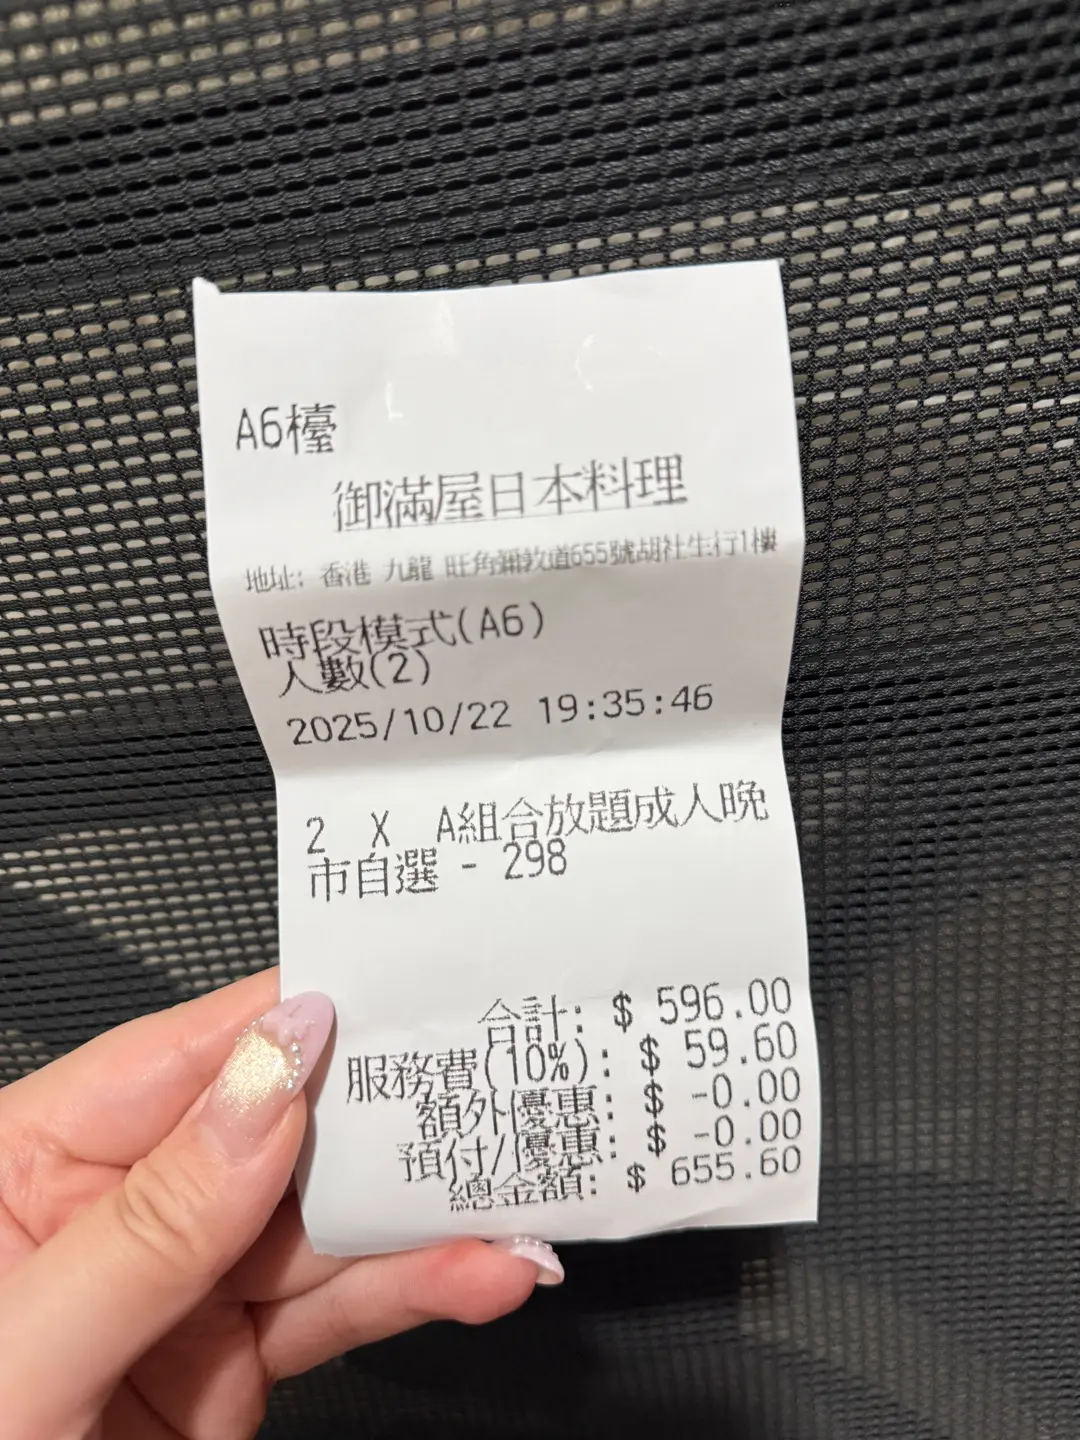 A6檯
御滿屋日本料理
地址: 香港 九龍 旺角彌敦道655號胡社生行1樓
時段模式(A6)
人數(2)
2025/10/22 19:35:46
2 X A組合放題成人晚
市自選 - 298
合計: $ 596.00
服務費(10%): $ 59.60
額外優惠: $ -0.00
預付/優惠: $ -0.00
總金額: $ 655.60